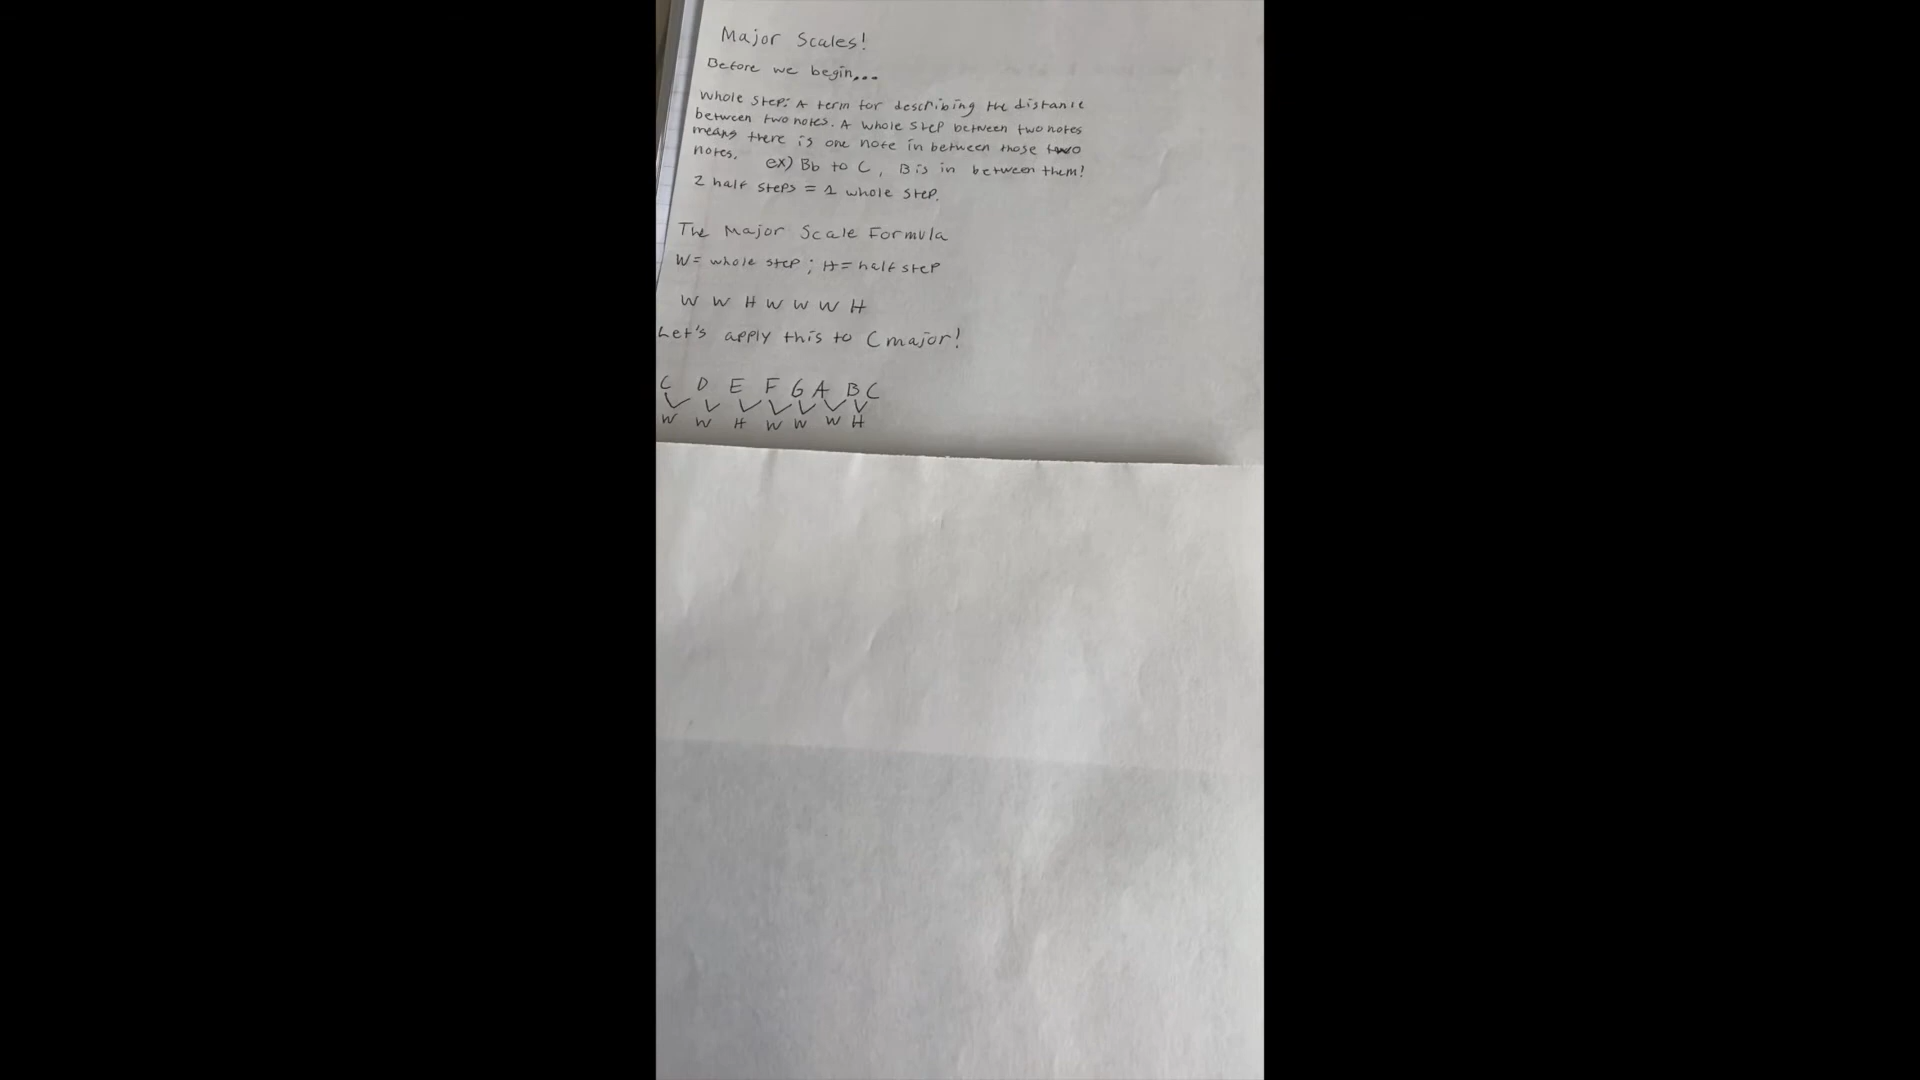 Major Scales!
Before we begin...
Whole Step: A term for describing the distance
between two notes. A whole step between two notes
means there is one note in between those two
notes. ex) Bb to C, B is in between them!
2 half steps = 1 whole step.
The Major Scale Formula
W = whole step ; H = half step
W W H W W W H
Let's apply this to C major!
C D E F G A B C
W W H W W W H